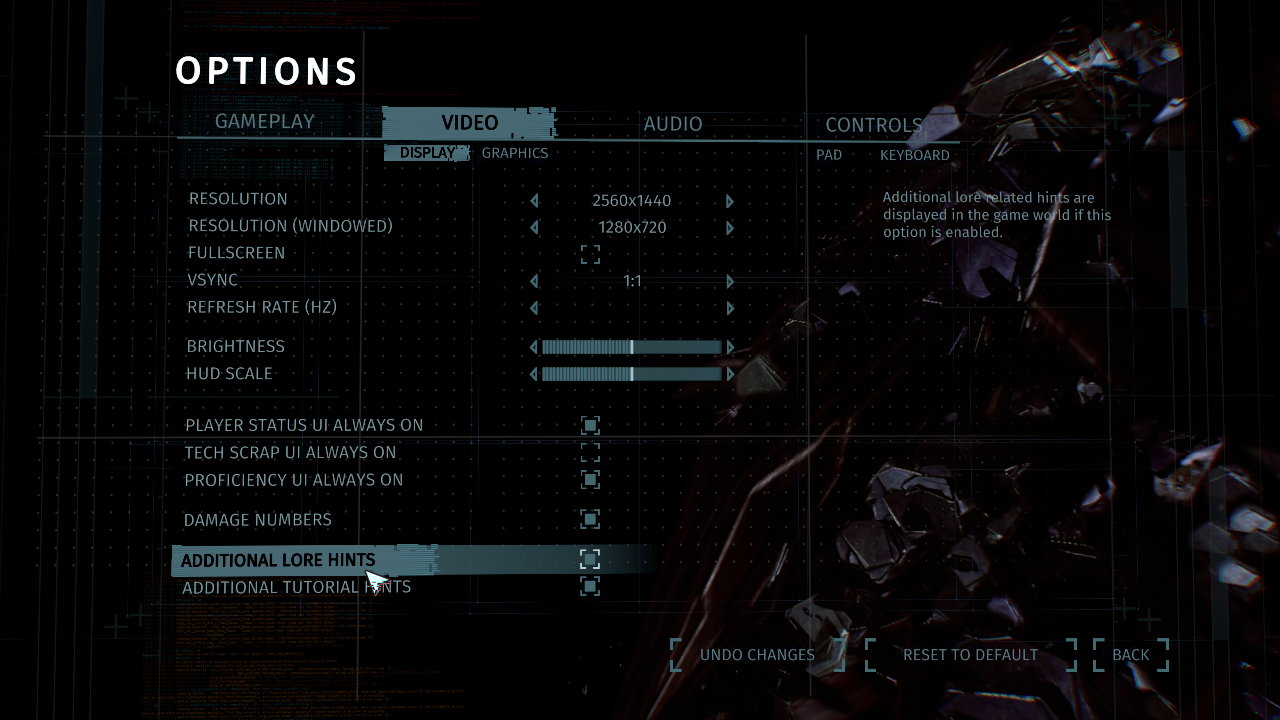 OPTIONS
GAMEPLAY VIDEO AUDIO CONTROLS
DISPLAY GRAPHICS PAD KEYBOARD
RESOLUTION 2560x1440
RESOLUTION (WINDOWED) 1280x720
FULLSCREEN
VSYNC 1:1
REFRESH RATE (HZ)
BRIGHTNESS
HUD SCALE
PLAYER STATUS UI ALWAYS ON
TECH SCRAP UI ALWAYS ON
PROFICIENCY UI ALWAYS ON
DAMAGE NUMBERS
ADDITIONAL LORE HINTS
ADDITIONAL TUTORIAL HINTS
Additional lore related hints are
displayed in the game world if this
option is enabled.
UNDO CHANGES RESET TO DEFAULT BACK